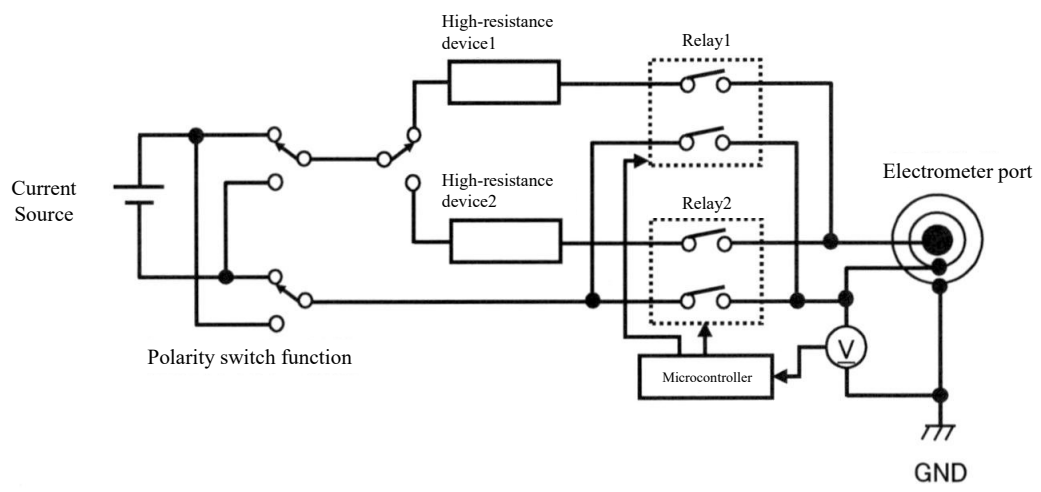 High-resistance
device1
Relay1
Current
Source
High-resistance
device2
Relay2
Electrometer port
Polarity switch function
Microcontroller
V
GND